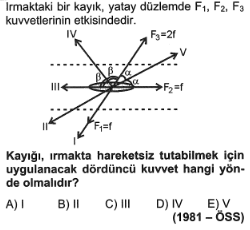 Irmaktaki bir kayık, yatay düzlemde F₁, F₂, F₃
kuvvetlerinin etkisindedir.
IV
F₃=2f
V
β
α
β
α
III
F₂=f
II
F₁=f
I
Kayığı, ırmakta hareketsiz tutabilmek için
uygulanacak dördüncü kuvvet hangi yön-
de olmalıdır?
A) I B) II C) III D) IV E) V
(1981 – ÖSS)